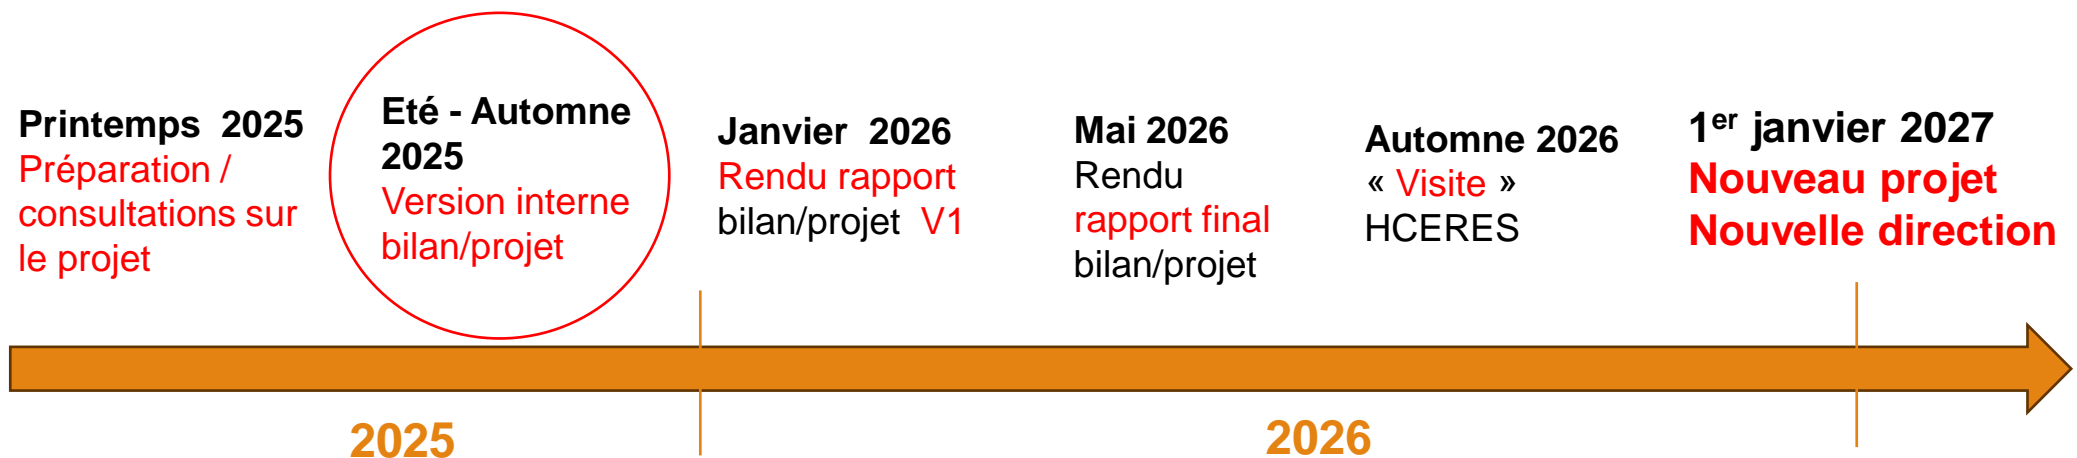 Printemps 2025
Préparation /
consultations sur
le projet
Eté - Automne
2025
Version interne
bilan/projet
Janvier 2026
Rendu rapport
bilan/projet V1
Mai 2026
Rendu
rapport final
bilan/projet
Automne 2026
« Visite »
HCERES
1er janvier 2027
Nouveau projet
Nouvelle direction
2025
2026